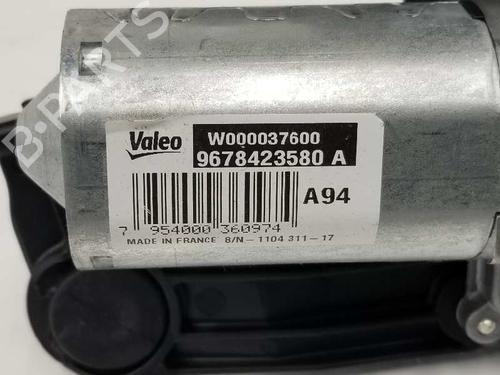 Valeo
W000037600
9678423580 A
A94
7 954000 360974
MADE IN FRANCE S/N - 1104 311 - 17
B-PARTS